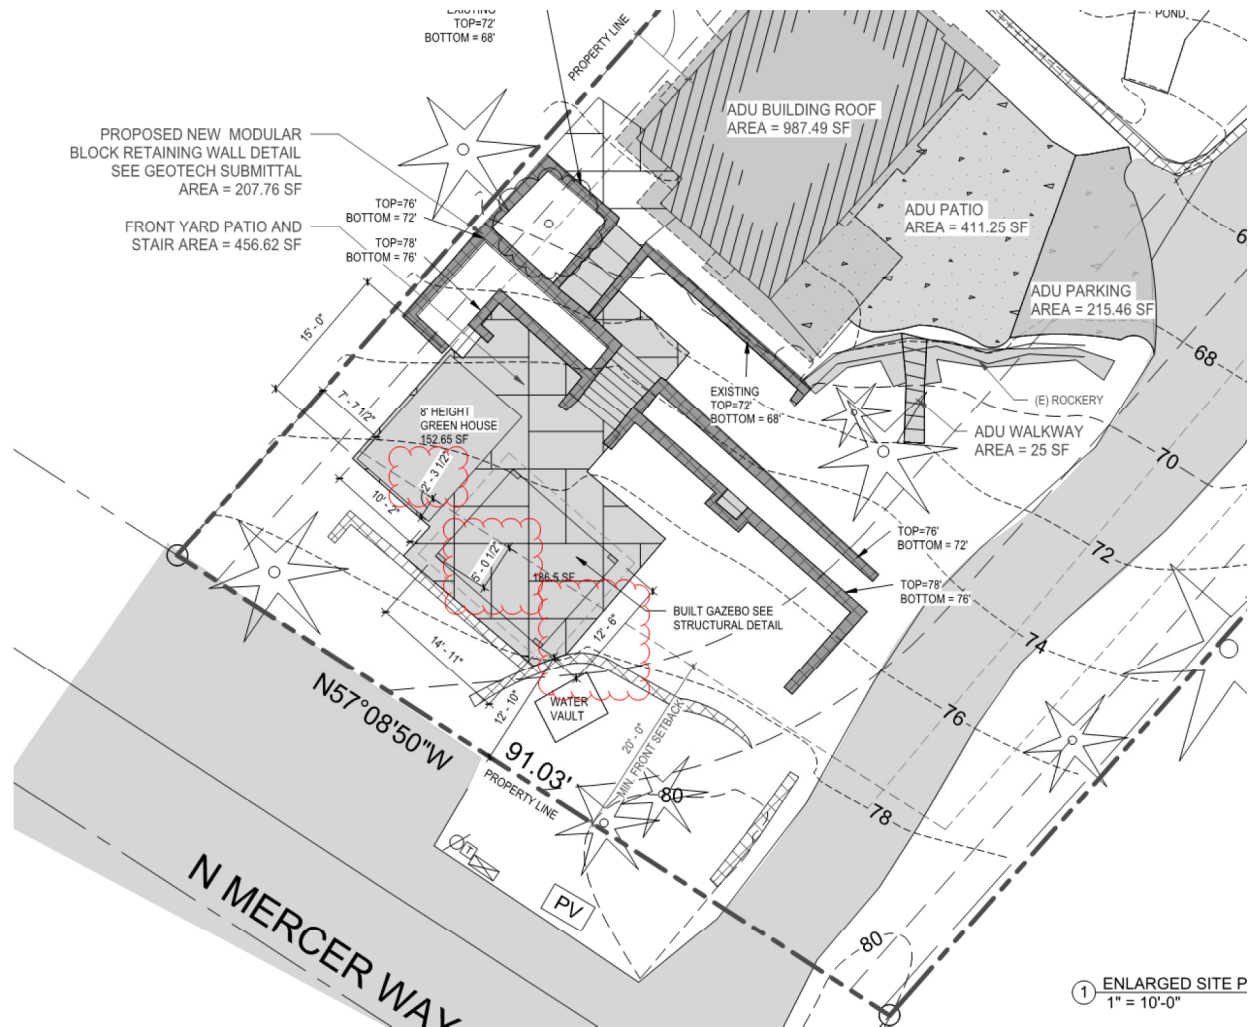 EXISTING
TOP=72'
BOTTOM = 68'
PROPERTY LINE
POND
PROPOSED NEW MODULAR
BLOCK RETAINING WALL DETAIL
SEE GEOTECH SUBMITTAL
AREA = 207.76 SF
ADU BUILDING ROOF
AREA = 987.49 SF
TOP=76'
BOTTOM = 72'
FRONT YARD PATIO AND
STAIR AREA = 456.62 SF
TOP=78'
BOTTOM = 76'
ADU PATIO
AREA = 411.25 SF
ADU PARKING
AREA = 215.46 SF
15' - 0"
68
7' - 7 1/2"
EXISTING
TOP=72'
BOTTOM = 68'
(E) ROCKERY
8' HEIGHT
GREEN HOUSE
152.65 SF
ADU WALKWAY
AREA = 25 SF
2' - 3 1/2"
70
10' - 2"
TOP=76'
BOTTOM = 72'
72
5' - 0 1/2"
186.5 SF
TOP=78'
BOTTOM = 76'
BUILT GAZEBO SEE
STRUCTURAL DETAIL
12' - 6"
74
14' - 11"
12' - 10"
WATER
VAULT
76
N57°08'50"W
91.03'
20' - 0"
MIN. FRONT SETBACK
PROPERTY LINE
80
78
T
PV
80
N MERCER WAY
1 ENLARGED SITE P
1" = 10'-0"